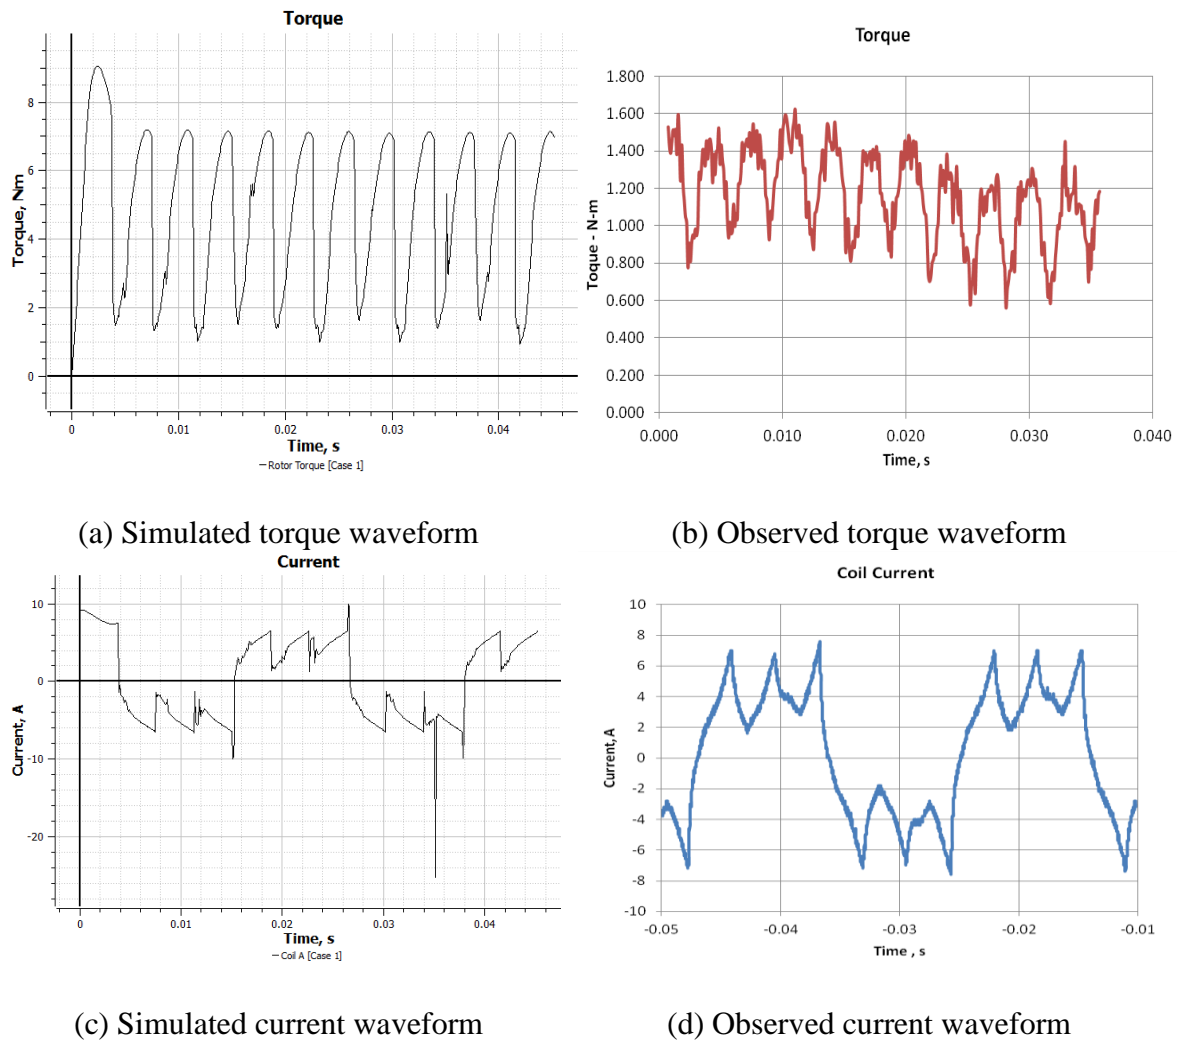 Torque
Torque, Nm
8
6
4
2
0
0 0.01 0.02 0.03 0.04
Time, s
Rotor Torque [Case 1]
Torque
Toque - N-m
1.800
1.600
1.400
1.200
1.000
0.800
0.600
0.400
0.200
0.000
0.000 0.010 0.020 0.030 0.040
Time, s
(a) Simulated torque waveform
(b) Observed torque waveform
Current
Current, A
10
0
-10
-20
0 0.01 0.02 0.03 0.04
Time, s
Coil A [Case 1]
Coil Current
Current,A
10
8
6
4
2
0
-2
-4
-6
-8
-10
-0.05 -0.04 -0.03 -0.02 -0.01
Time , s
(c) Simulated current waveform
(d) Observed current waveform